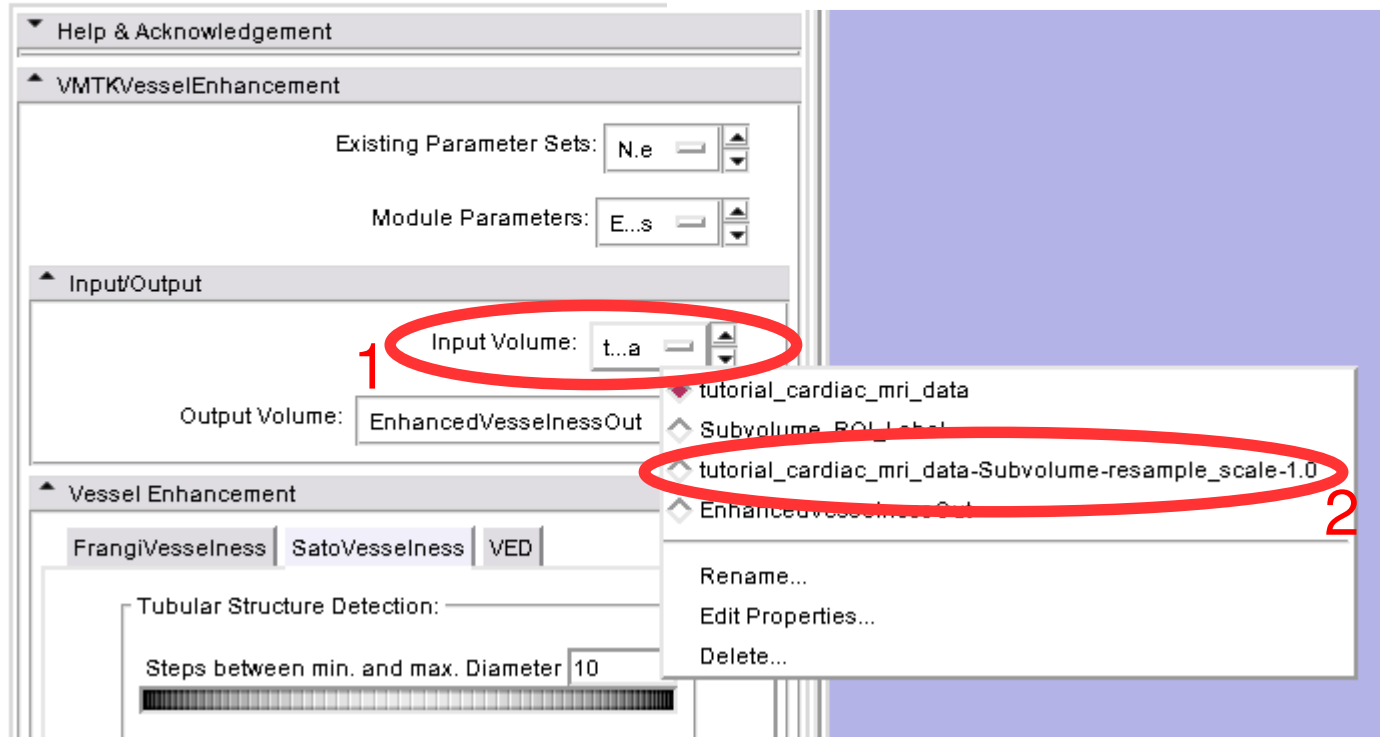 Help & Acknowledgement
VMTKVesselEnhancement
Existing Parameter Sets: N.e
Module Parameters: E...s
Input/Output
1 Input Volume: t...a
tutorial_cardiac_mri_data
Output Volume: EnhancedVesselnessOut
Subvolume_ROI_Label
tutorial_cardiac_mri_data-Subvolume-resample_scale-1.0
2
EnhancedVesselnessOut
Vessel Enhancement
FrangiVesselness SatoVesselness VED
Rename...
Tubular Structure Detection:
Edit Properties...
Steps between min. and max. Diameter 10
Delete...